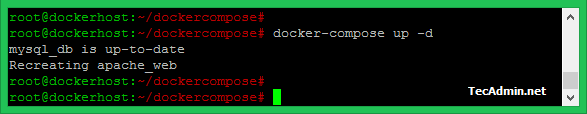 root@dockerhost:~/dockercompose#
root@dockerhost:~/dockercompose# docker-compose up -d
mysql_db is up-to-date
Recreating apache_web
root@dockerhost:~/dockercompose#
root@dockerhost:~/dockercompose#
TecAdmin.net